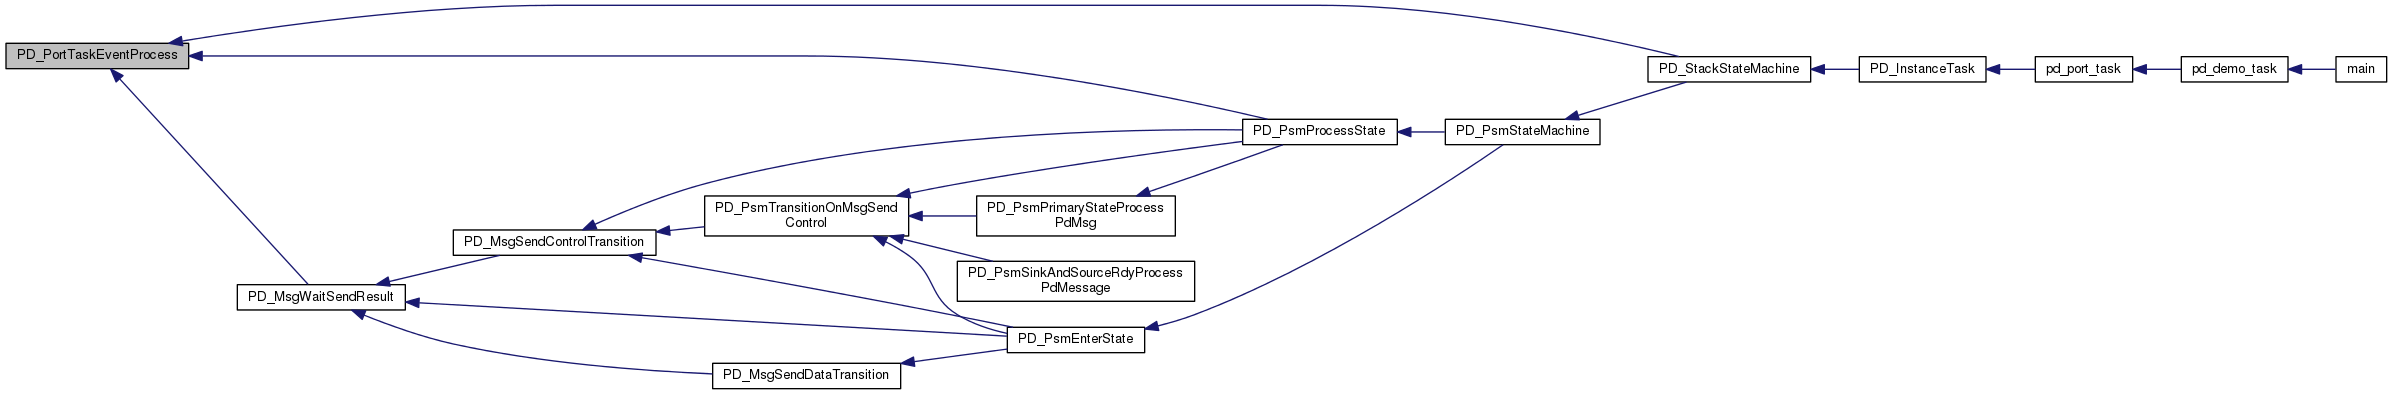 PD_PortTaskEventProcess
PD_StackStateMachine
PD_InstanceTask
pd_port_task
pd_demo_task
main
PD_PsmProcessState
PD_PsmStateMachine
PD_PsmTransitionOnMsgSend
Control
PD_PsmPrimaryStateProcess
PdMsg
PD_MsgSendControlTransition
PD_PsmSinkAndSourceRdyProcess
PdMessage
PD_MsgWaitSendResult
PD_PsmEnterState
PD_MsgSendDataTransition